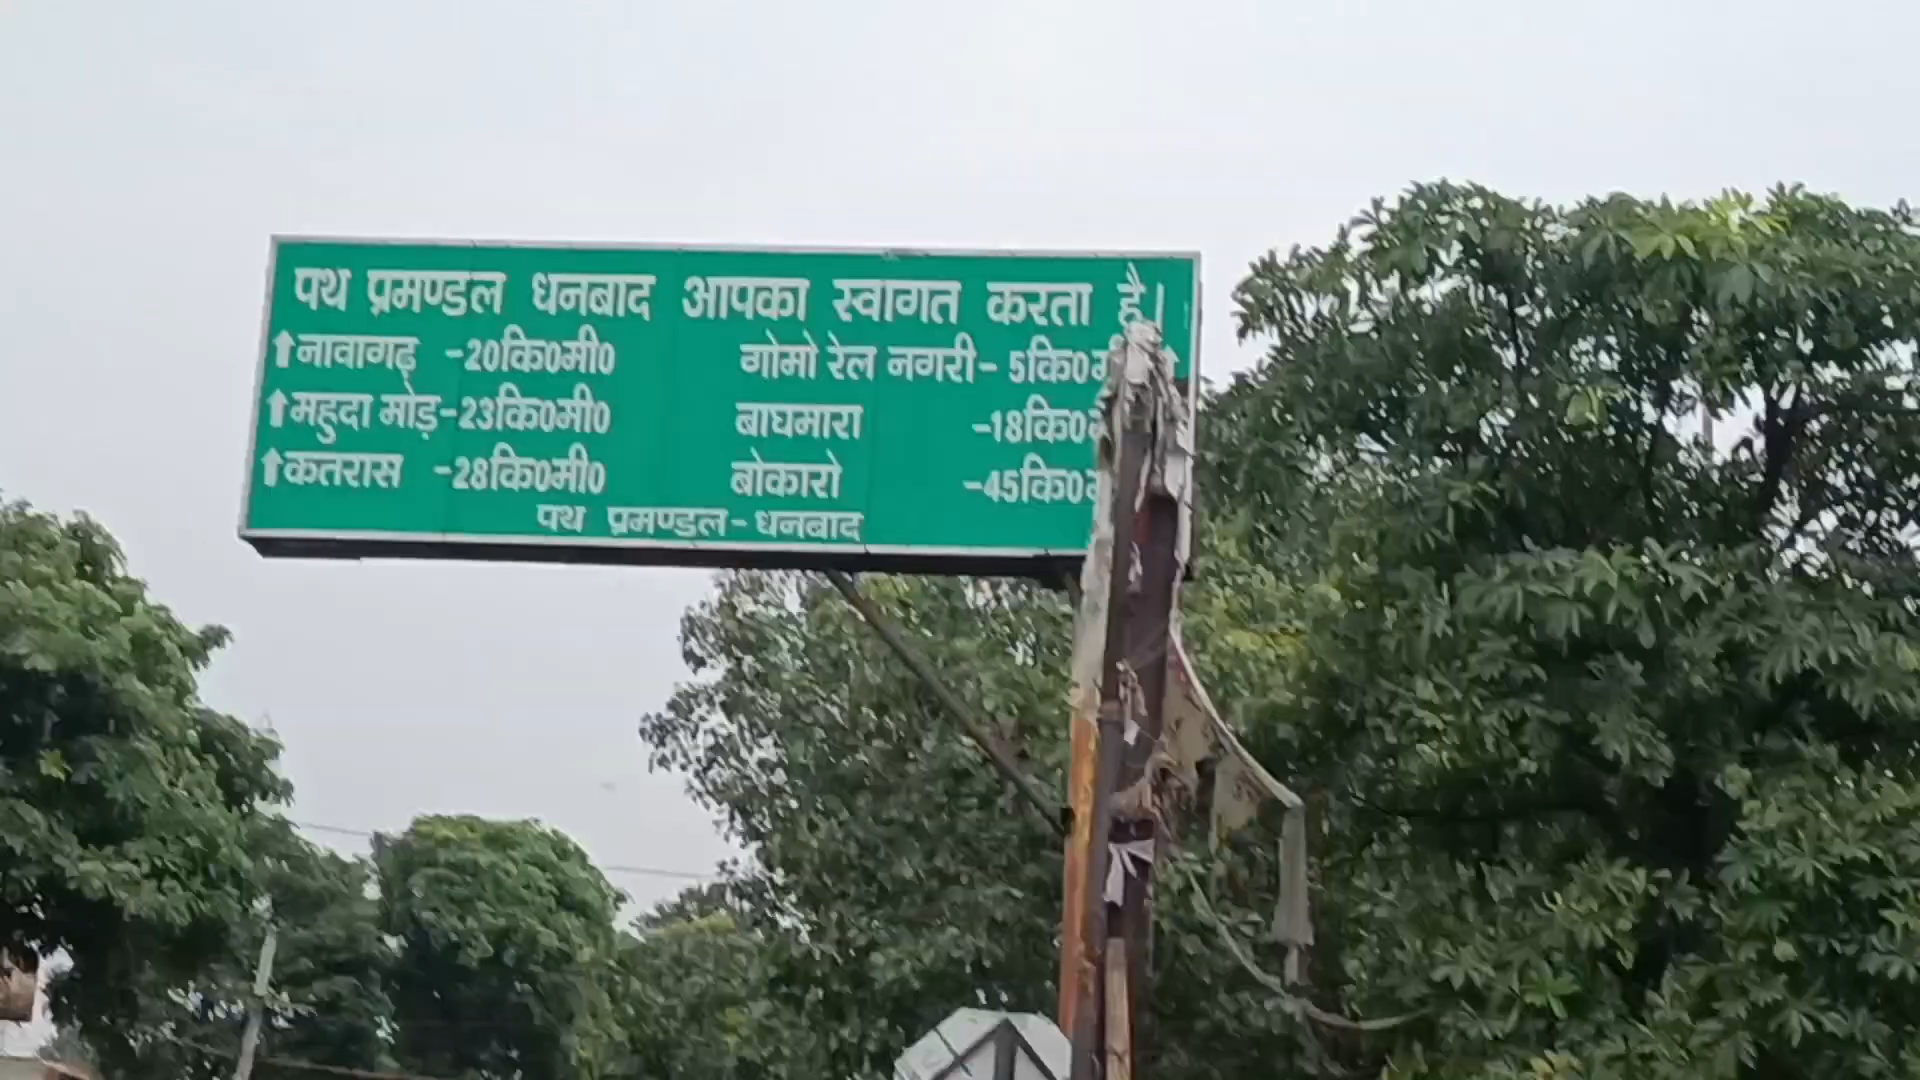 पथ प्रमण्डल धनबाद आपका स्वागत करता है।
↑नावागढ़ -20कि0मी0 गोमो रेल नगरी- 5कि0
↑महुदा मोड़-23कि0मी0 बाघमारा -18कि0
↑कतरास -28कि0मी0 बोकारो -45कि0
पथ प्रमण्डल-धनबाद